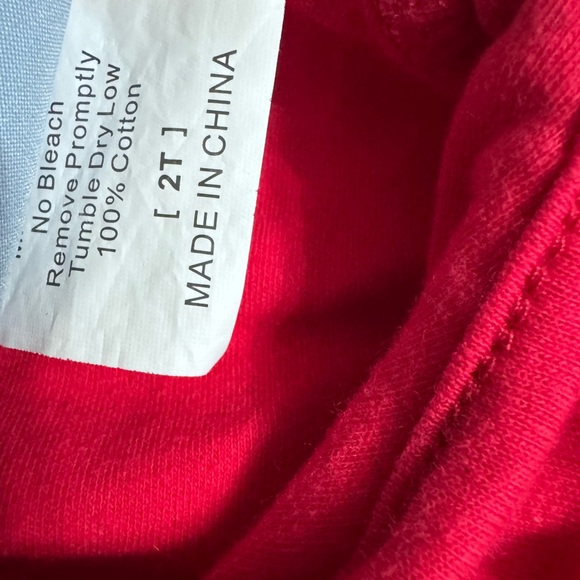 No Bleach
Remove Promptly
Tumble Dry Low
100% Cotton
[ 2T ]
MADE IN CHINA